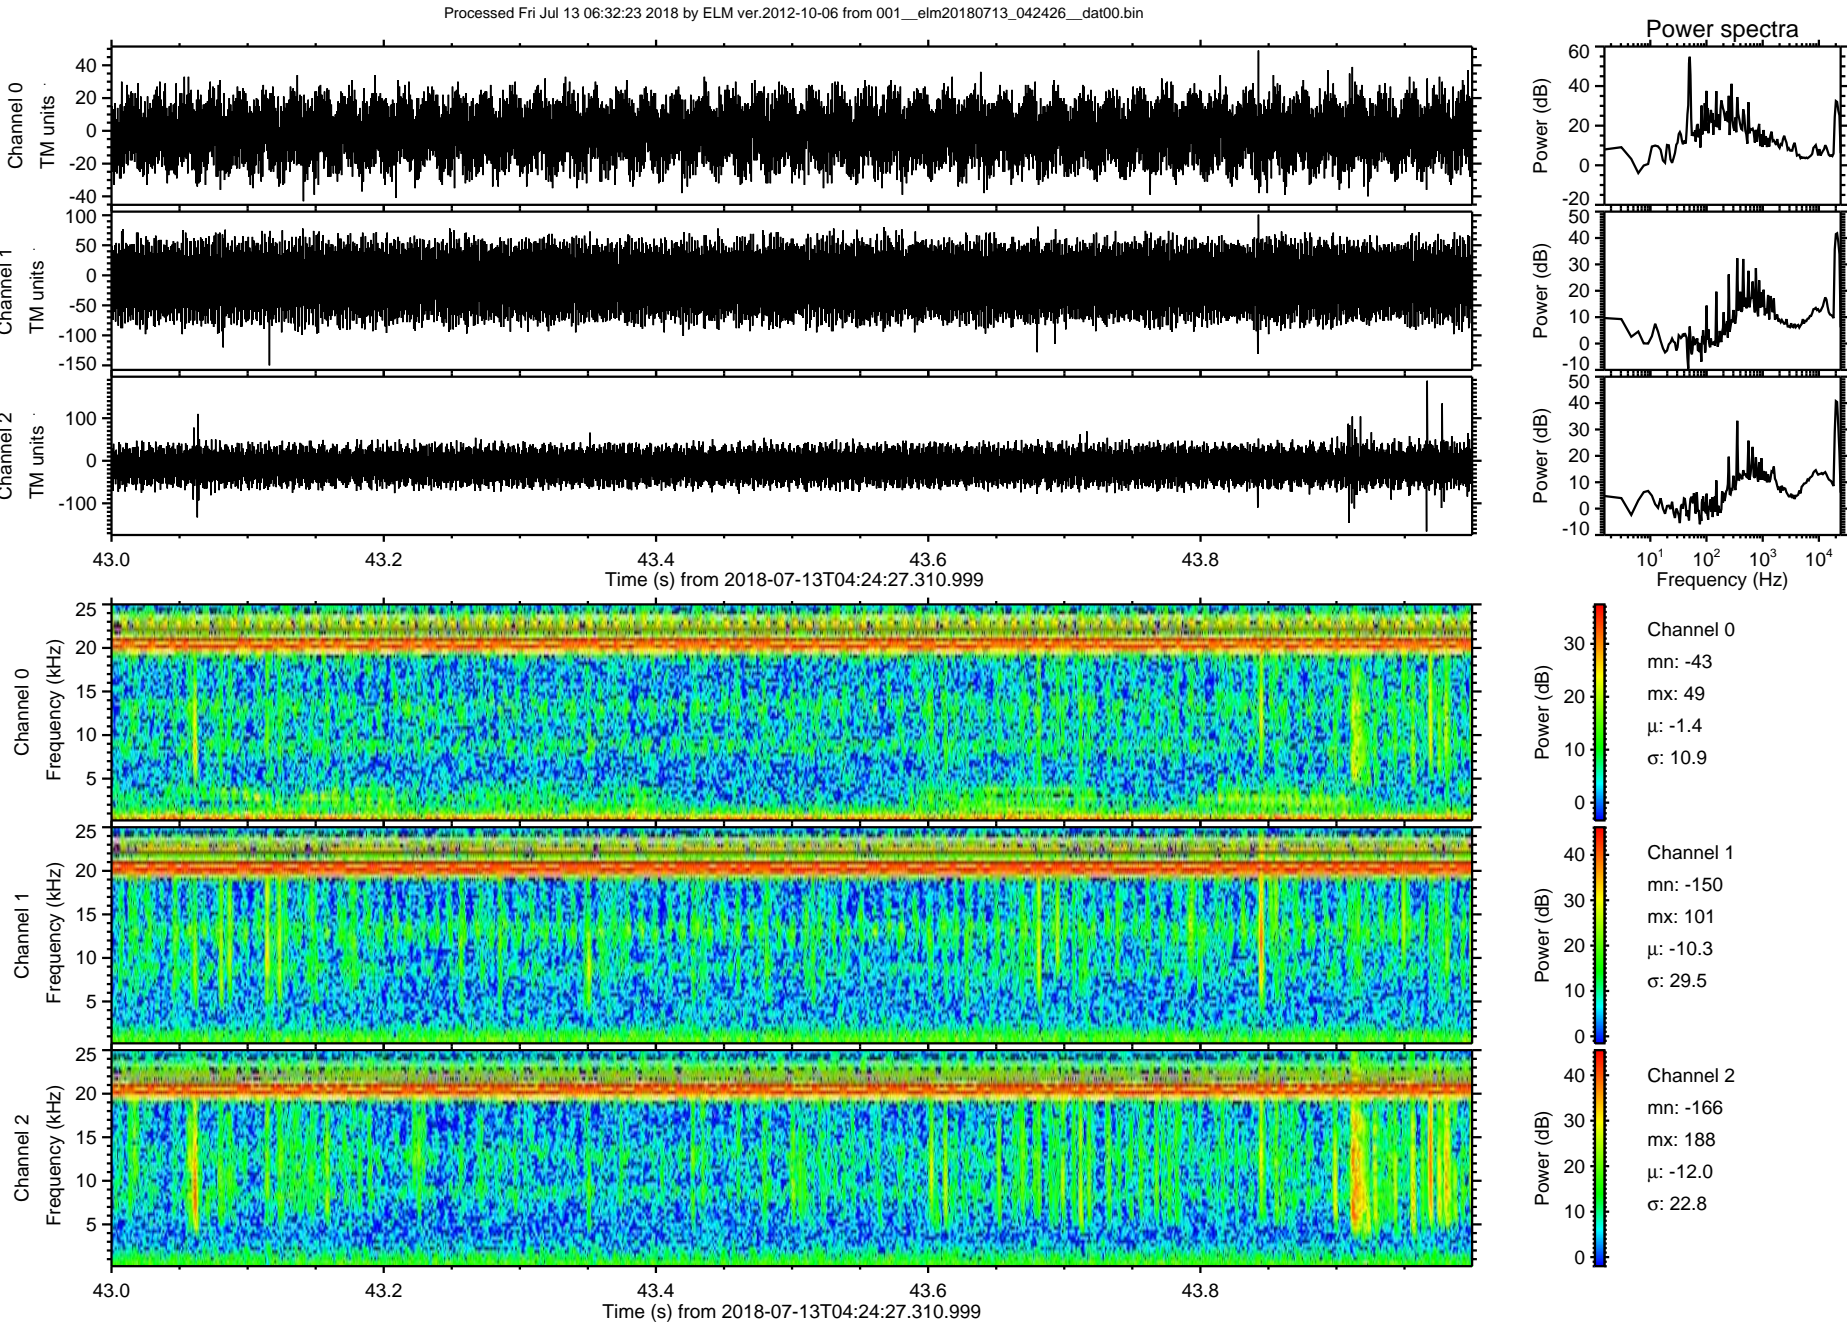 Processed Fri Jul 13 06:32:23 2018 by ELM ver.2012-10-06 from 001__elm20180713_042426__dat00.bin
Power spectra
Channel 0
TM units
40
20
0
-20
-40
Power (dB)
60
40
20
0
-20
Channel 1
TM units
100
50
0
-50
-100
-150
Power (dB)
50
40
30
20
10
0
-10
Channel 2
TM units
100
0
-100
Power (dB)
50
40
30
20
10
0
-10
43.0 43.2 43.4 43.6 43.8
Time (s) from 2018-07-13T04:24:27.310.999
10^1 10^2 10^3 10^4
Frequency (Hz)
Channel 0
Frequency (kHz)
25
20
15
10
5
Power (dB)
30
20
10
0
Channel 0
mn: -43
mx: 49
μ: -1.4
σ: 10.9
Channel 1
Frequency (kHz)
25
20
15
10
5
Power (dB)
40
30
20
10
0
Channel 1
mn: -150
mx: 101
μ: -10.3
σ: 29.5
Channel 2
Frequency (kHz)
25
20
15
10
5
Power (dB)
40
30
20
10
0
Channel 2
mn: -166
mx: 188
μ: -12.0
σ: 22.8
43.0 43.2 43.4 43.6 43.8
Time (s) from 2018-07-13T04:24:27.310.999